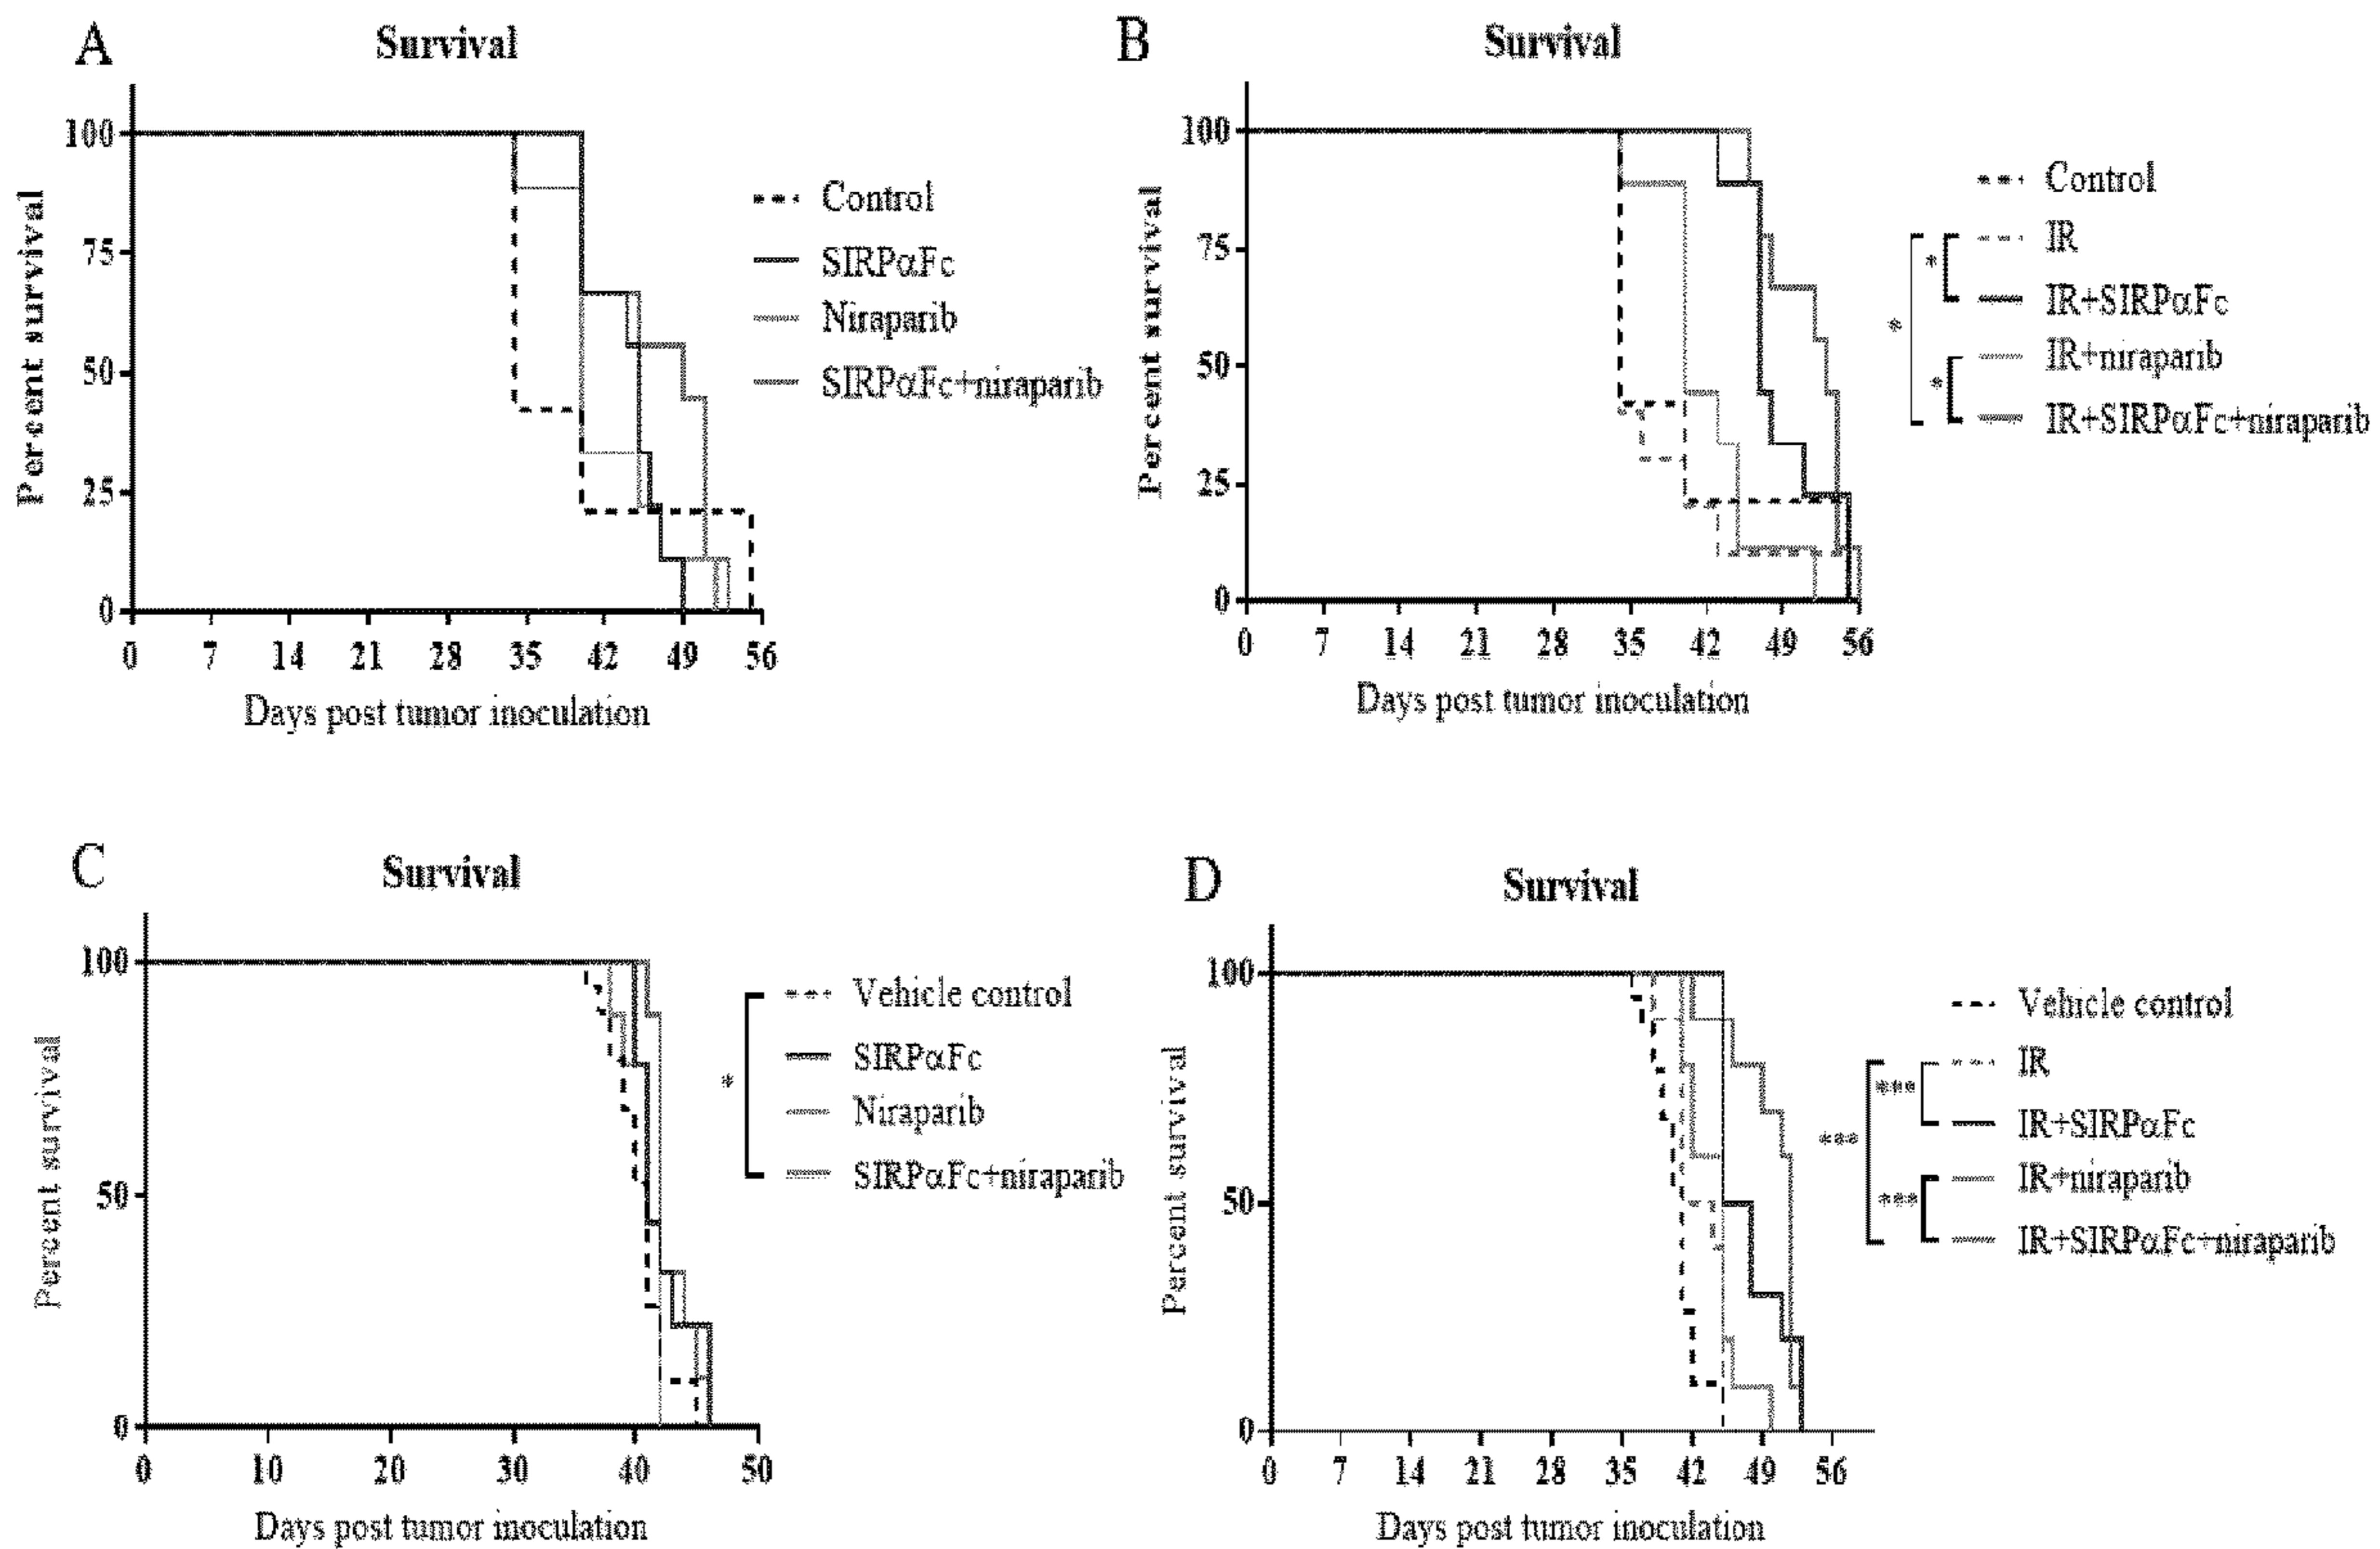 A
Survival
Percent survival
100
75
50
25
0
0 7 14 21 28 35 42 49 56
Days post tumor inoculation
Control
SIRPαFc
Niraparib
SIRPαFc+niraparib
B
Survival
Percent survival
100
75
50
25
0
0 7 14 21 28 35 42 49 56
Days post tumor inoculation
Control
IR
IR+SIRPαFc
IR+niraparib
IR+SIRPαFc+niraparib
*
*
*
C
Survival
Percent survival
100
50
0
0 10 20 30 40 50
Days post tumor inoculation
Vehicle control
SIRPαFc
Niraparib
SIRPαFc+niraparib
*
D
Survival
Percent survival
100
50
0
0 7 14 21 28 35 42 49 56
Days post tumor inoculation
Vehicle control
IR
IR+SIRPαFc
IR+niraparib
IR+SIRPαFc+niraparib
***
***
***